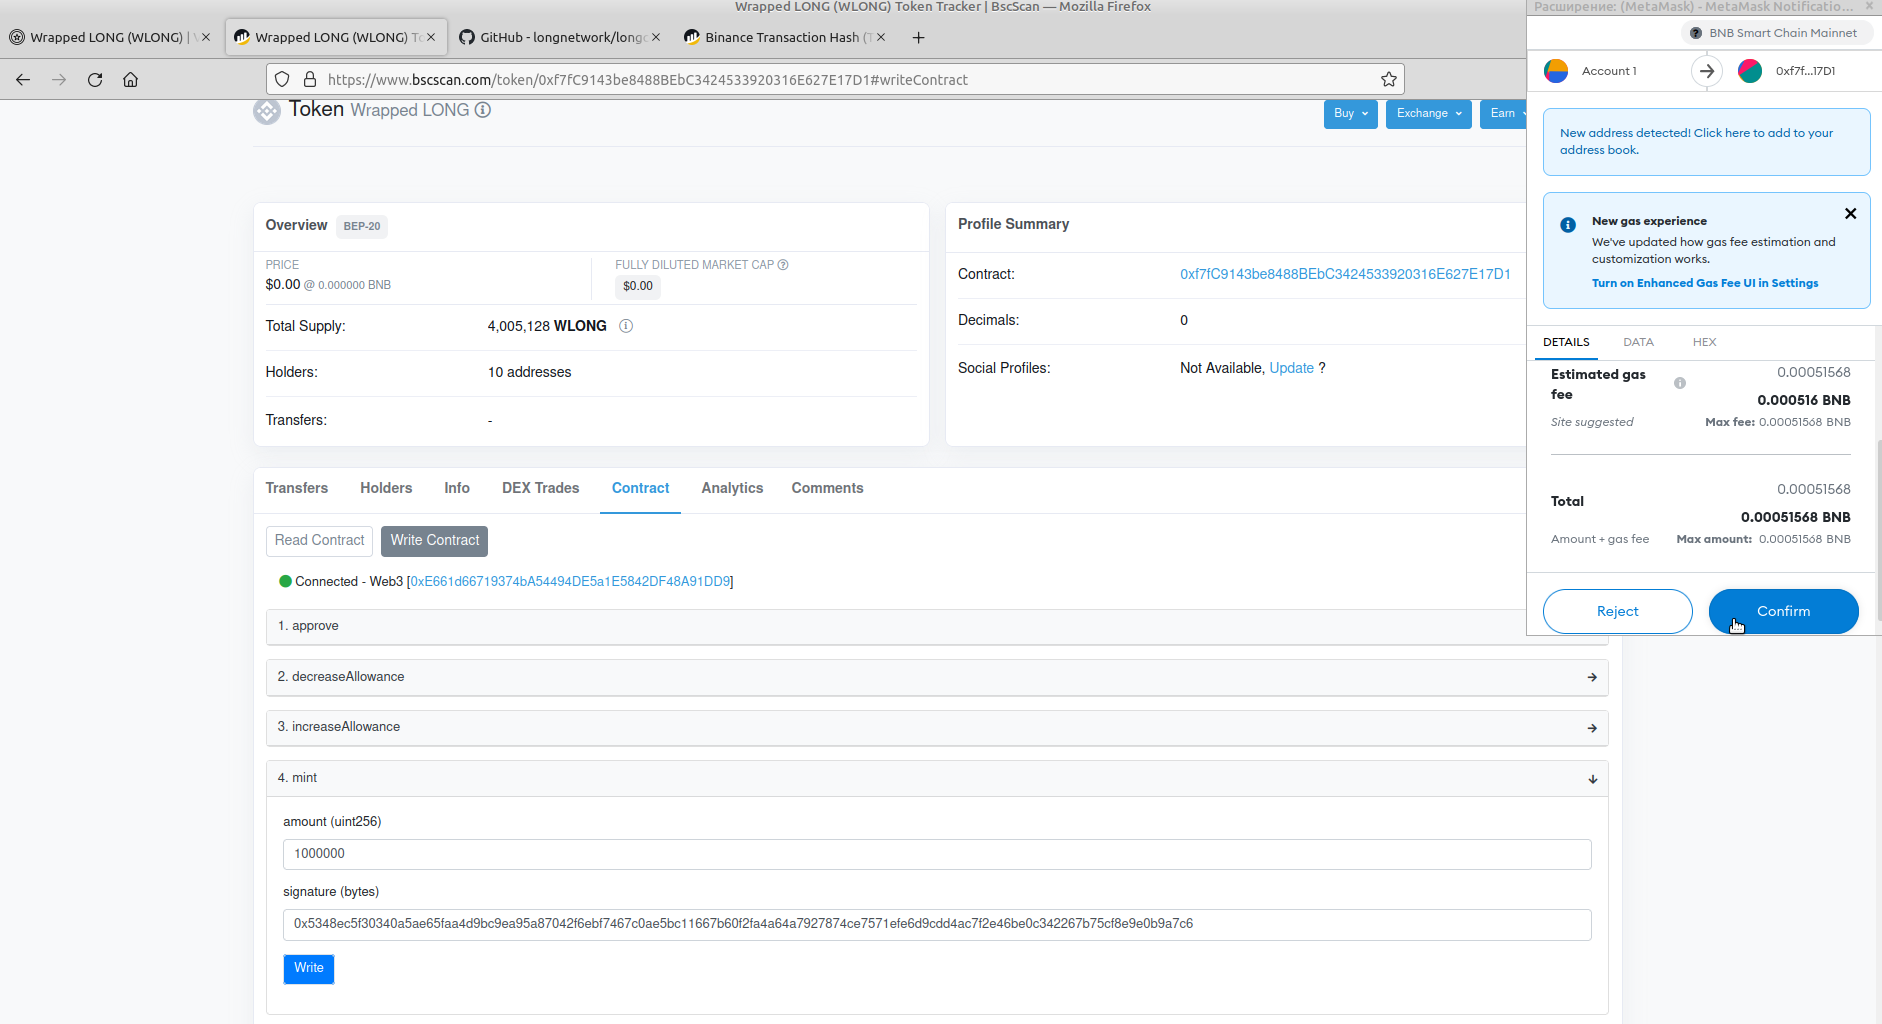 Wrapped LONG (WLONG) Token Tracker | BscScan — Mozilla Firefox
Wrapped LONG (WLONG) |
Wrapped LONG (WLONG) T
GitHub - longnetwork/long
Binance Transaction Hash (T
https://www.bscscan.com/token/0xf7fC9143be8488BEbC3424533920316E627E17D1#writeContract
Token Wrapped LONG
Buy
Exchange
Earn
Overview BEP-20
PRICE
$0.00 @ 0.000000 BNB
FULLY DILUTED MARKET CAP
$0.00
Total Supply: 4,005,128 WLONG
Holders: 10 addresses
Transfers: -
Profile Summary
Contract: 0xf7fC9143be8488BEbC3424533920316E627E17D1
Decimals: 0
Social Profiles: Not Available, Update ?
Transfers Holders Info DEX Trades Contract Analytics Comments
Read Contract Write Contract
Connected - Web3 [0xE661d66719374bA54494DE5a1E5842DF48A91DD9]
1. approve
2. decreaseAllowance
3. increaseAllowance
4. mint
amount (uint256)
1000000
signature (bytes)
0x5348ec5f30340a5ae65faa4d9bc9ea95a87042f6ebf7467c0ae5bc11667b60f2fa4a64a7927874ce7571efe6d9cdd4ac7f2e46be0c342267b75cf8e9e0b9a7c6
Write
Расширение: (MetaMask) - MetaMask Notificatio...
BNB Smart Chain Mainnet
Account 1
0xf7f...17D1
New address detected! Click here to add to your
address book.
New gas experience
We've updated how gas fee estimation and
customization works.
Turn on Enhanced Gas Fee UI in Settings
DETAILS DATA HEX
Estimated gas
fee
0.00051568
0.000516 BNB
Site suggested
Max fee: 0.00051568 BNB
0.00051568
Total
0.00051568 BNB
Amount + gas fee
Max amount: 0.00051568 BNB
Reject
Confirm